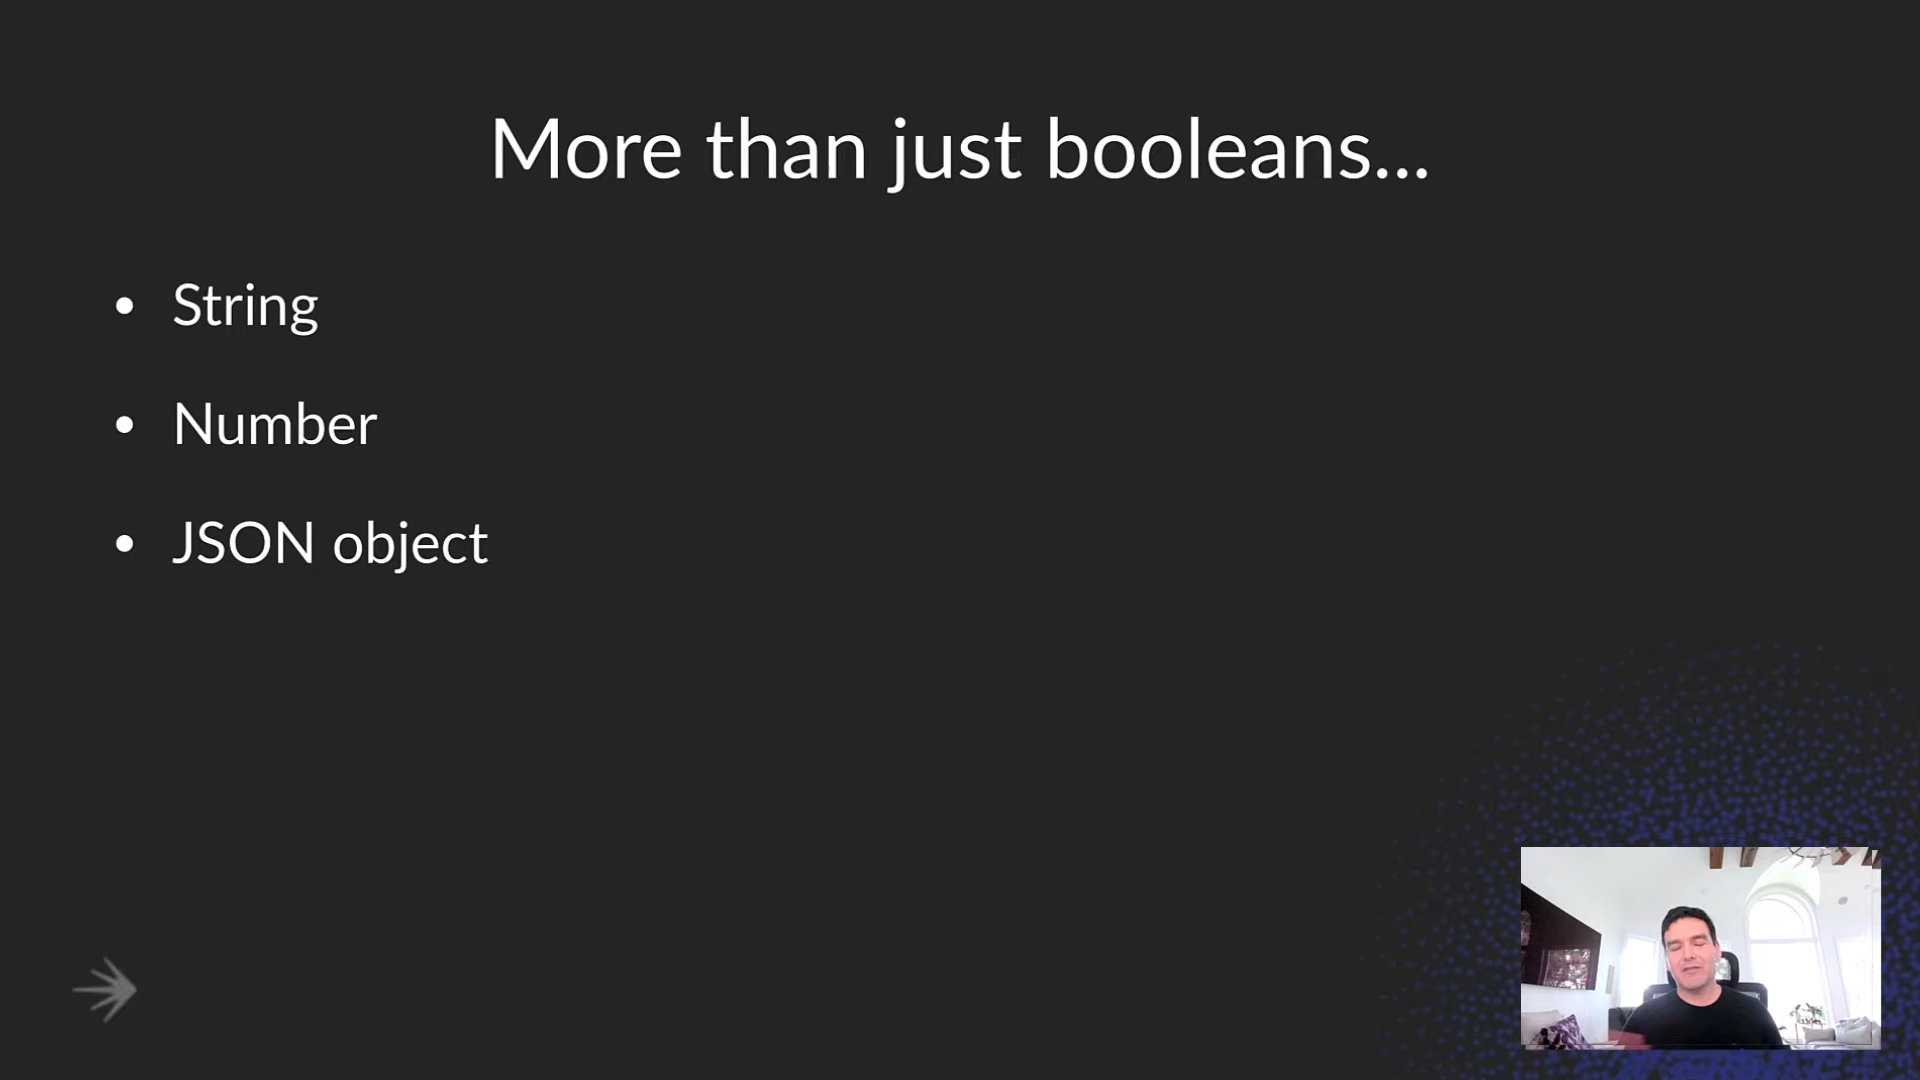 More than just booleans...
• String
• Number
• JSON object